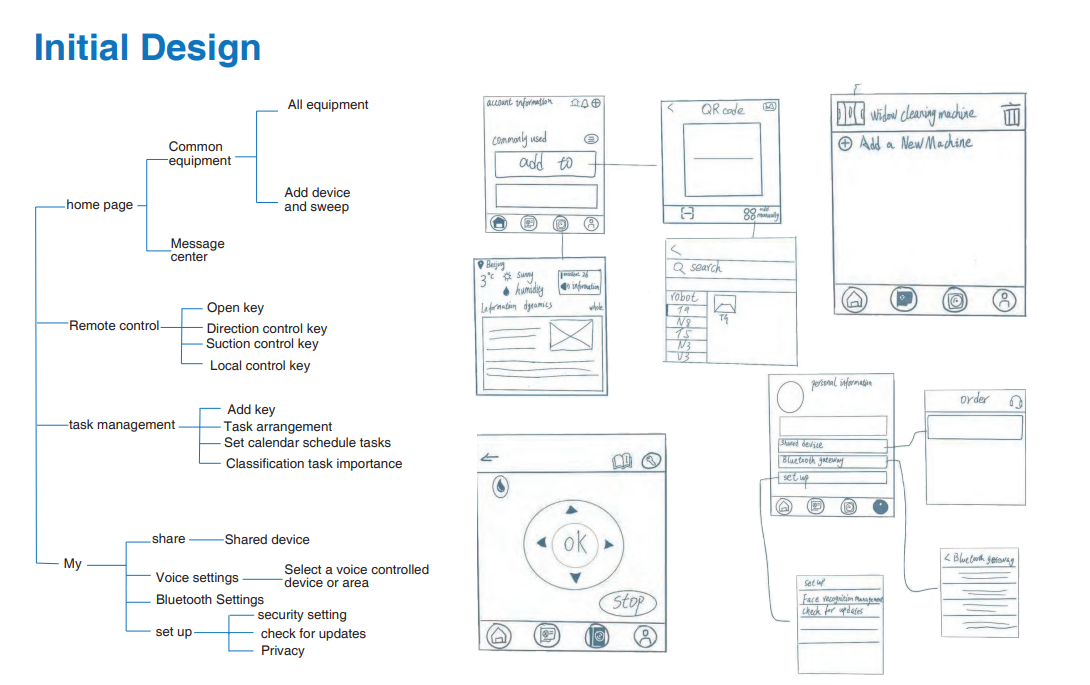 Initial Design
All equipment
Common
equipment
Add device
and sweep
home page
Message
center
Remote control
Open key
Direction control key
Suction control key
Local control key
task management
Add key
Task arrangement
Set calendar schedule tasks
Classification task importance
My
share
Shared device
Voice settings
Select a voice controlled
device or area
Bluetooth Settings
set up
security setting
check for updates
Privacy
account information
commonly used
add to
QR code
manually
Widow cleaning machine
Add a New Machine
Beijing
3°C
sunny
humidity
information
Information dynamics
whole
<
search
robot
T9
N8
T5
N3
V3
OK
Stop
personal information
shared device
Bluetooth gateway
set up
order
set up
Face recognition management
check for updates
< Bluetooth gateway